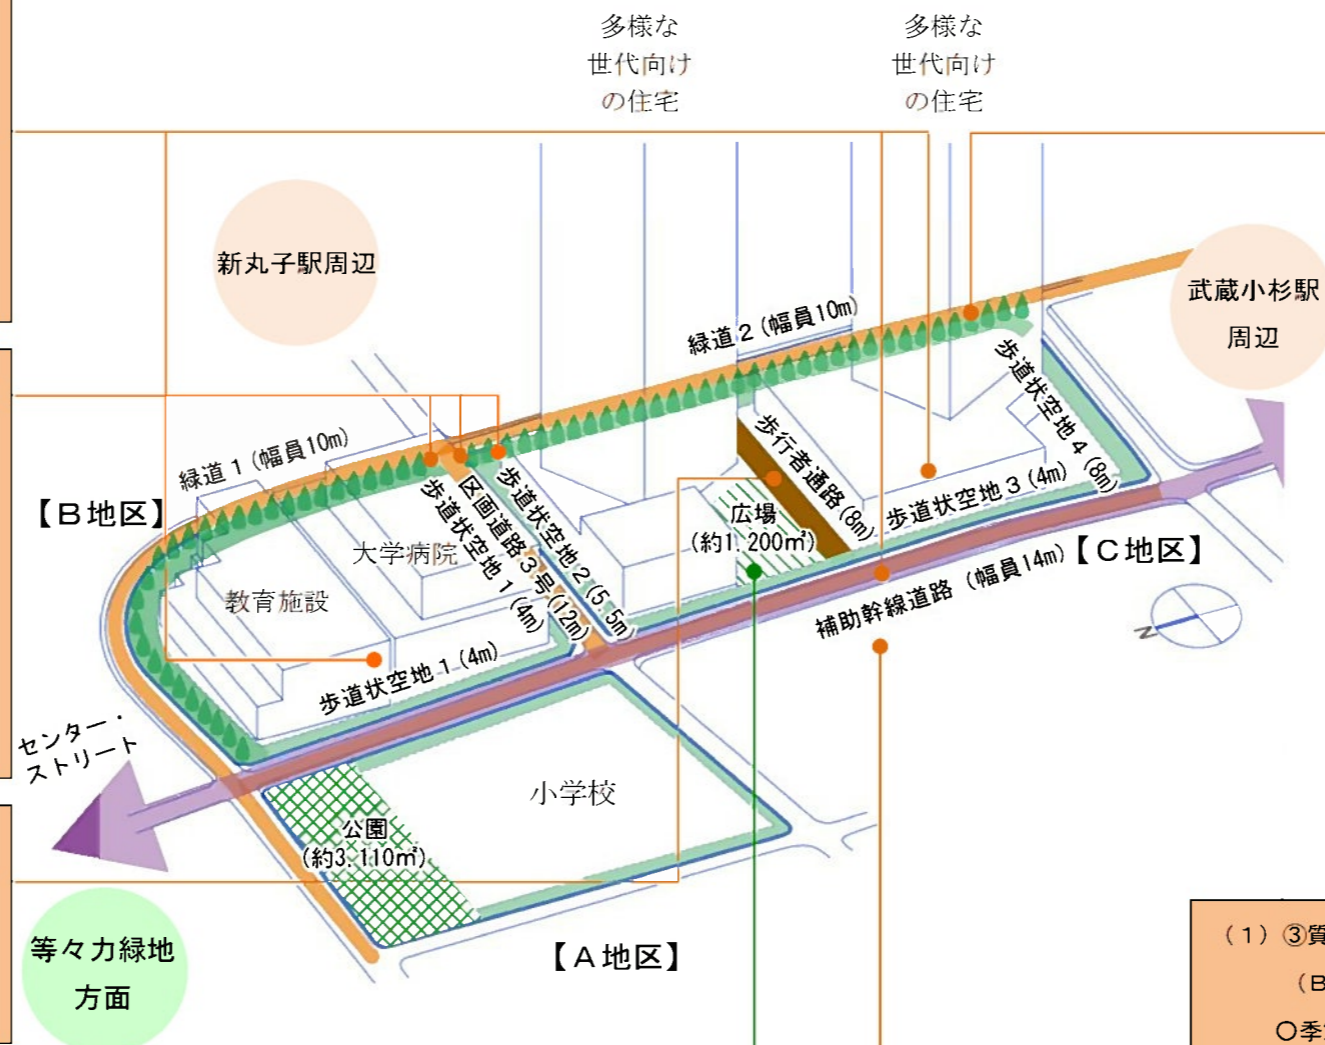 多様な
世代向け
の住宅
多様な
世代向け
の住宅
新丸子駅周辺
武蔵小杉駅
周辺
緑道2(幅員10m)
緑道1(幅員10m)
【B地区】
大学病院
教育施設
歩道状空地1(4m)
区画道路3号(12m)
歩道状空地2(5.5m)
歩道状空地1(4m)
歩行者通路(8m)
広場
(約1,200㎡)
歩道状空地3(4m)
歩道状空地4(8m)
【C地区】
補助幹線道路(幅員14m)
N
センター・
ストリート
小学校
公園
(約3,110㎡)
【A地区】
等々力緑地
方面
(1)③質
(B
○季